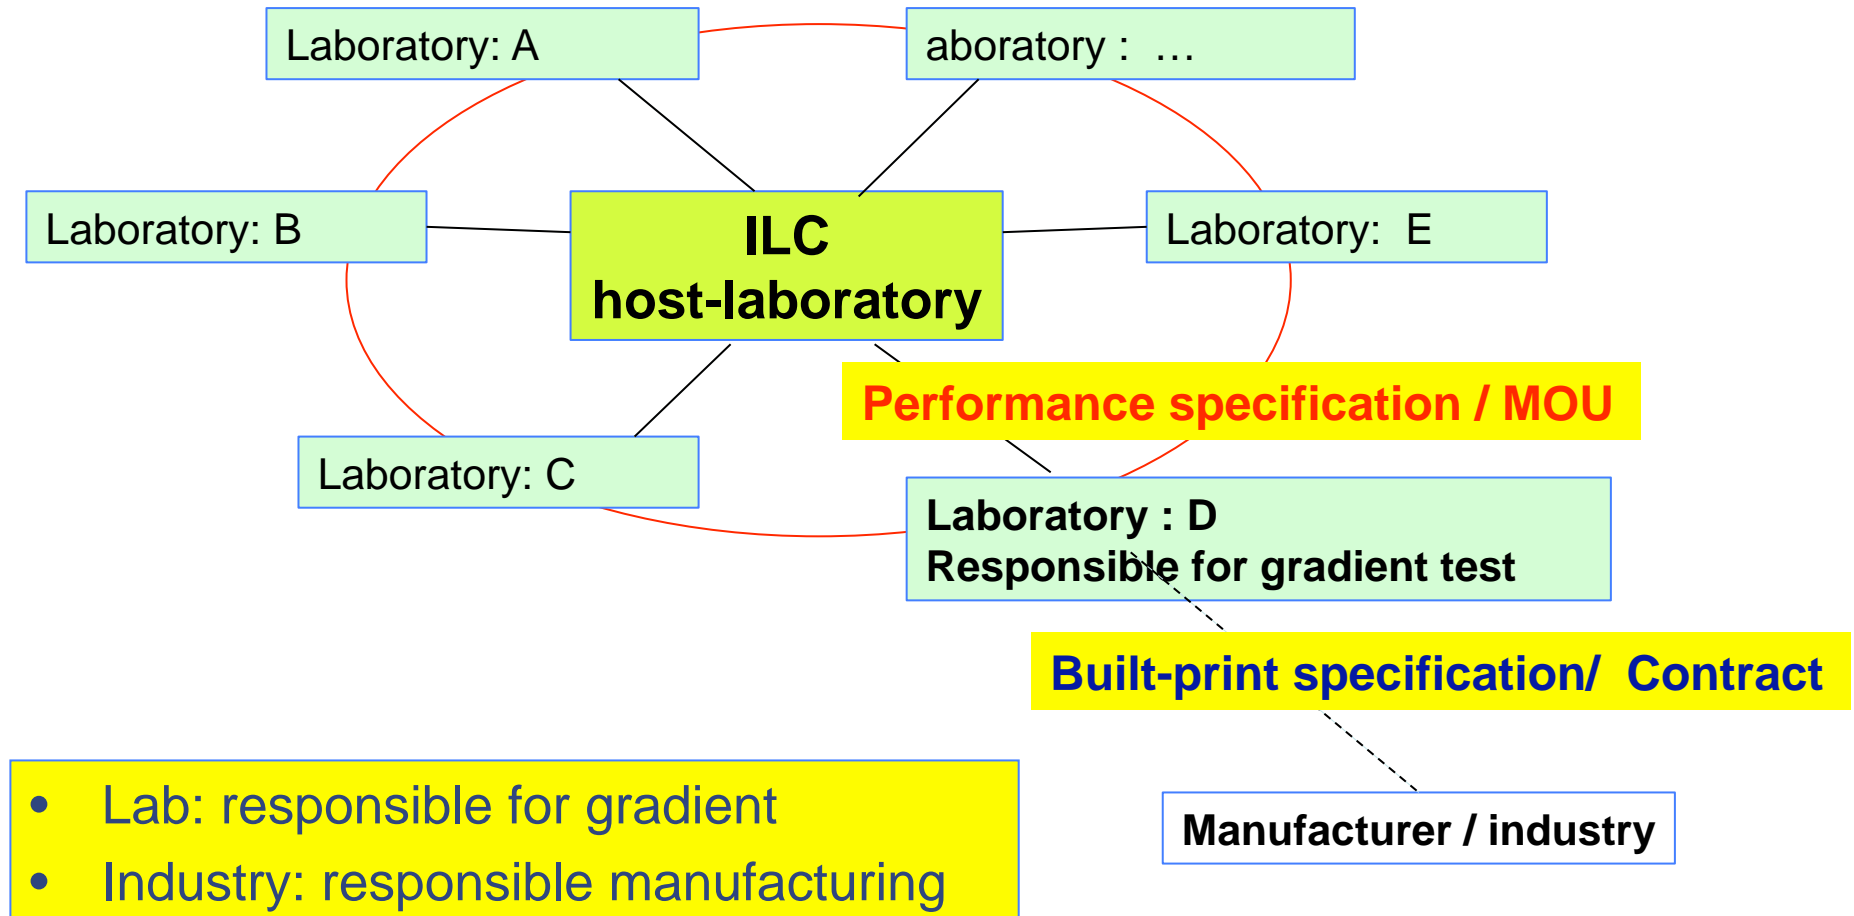 Laboratory: A
aboratory :  …
Laboratory: B
ILC
host-laboratory
Laboratory:  E
Performance specification / MOU
Laboratory: C
Laboratory : D
Responsible for gradient test
Built-print specification/  Contract
• Lab: responsible for gradient
• Industry: responsible manufacturing
Manufacturer / industry